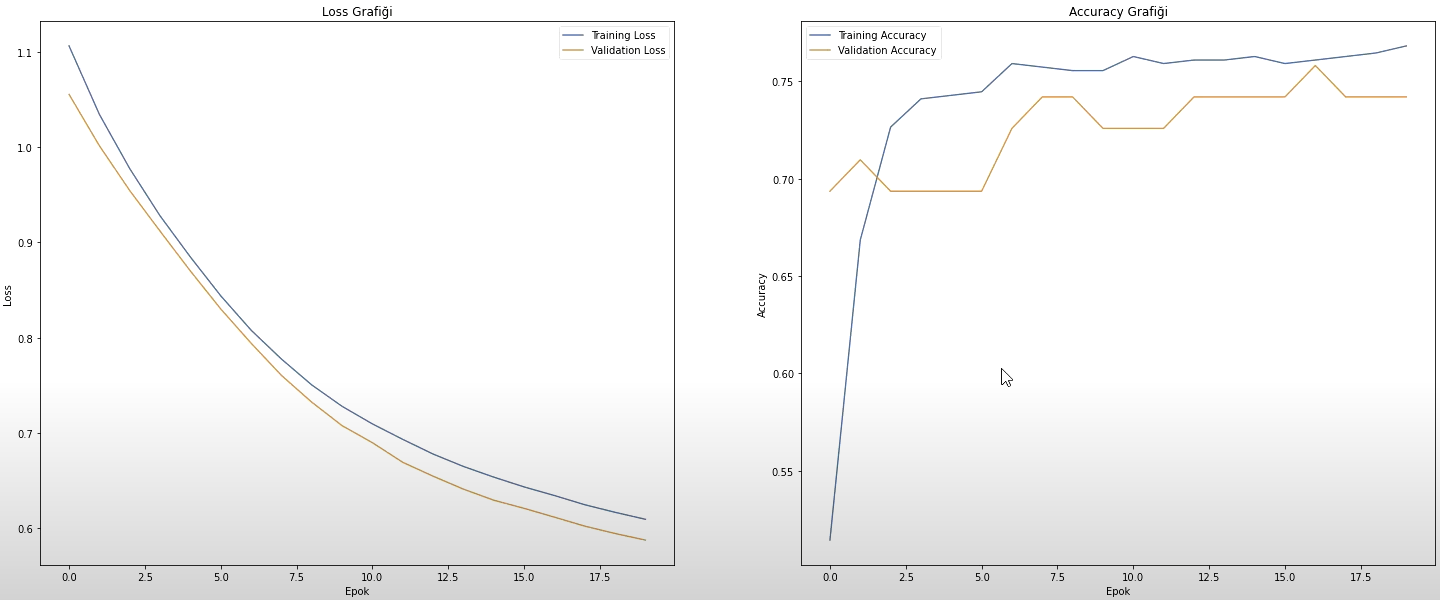 Loss Grafiği
Training Loss
Validation Loss
1.1
1.0
0.9
0.8
0.7
0.6
Loss
0.0 2.5 5.0 7.5 10.0 12.5 15.0 17.5
Epok
Accuracy Grafiği
Training Accuracy
Validation Accuracy
0.75
0.70
0.65
0.60
0.55
Accuracy
0.0 2.5 5.0 7.5 10.0 12.5 15.0 17.5
Epok